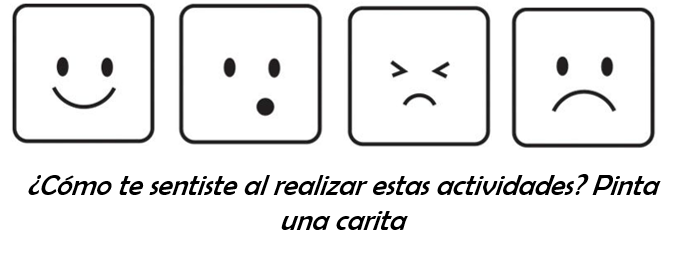 ¿Cómo te sentiste al realizar estas actividades? Pinta
una carita